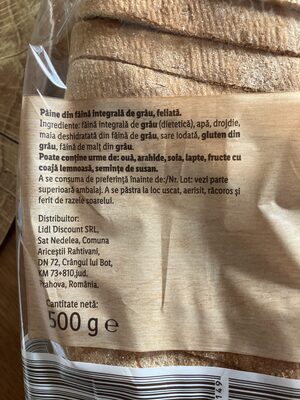 Pâine din făină integrală de grâu, feliată.
Ingrediente: făină integrală de grâu (dietetică), apă, drojdie,
maia deshidratată din făină de grâu, sare iodată, gluten din
grâu, făină de malț din grâu.
Poate conține urme de: ouă, arahide, soia, lapte, fructe cu
coajă lemnoasă, semințe de susan.
A se consuma de preferință înainte de:/Nr. Lot: vezi parte
superioară ambalaj. A se păstra la loc uscat, aerisit, răcoros și
ferit de razele soarelui.
Distribuitor:
Lidl Discount SRL,
Sat Nedelea, Comuna
Ariceștii Rahtivani,
DN 72, Crângul lui Bot,
KM 73+810, jud.
Prahova, România.
Cantitate netă:
500 g e
149